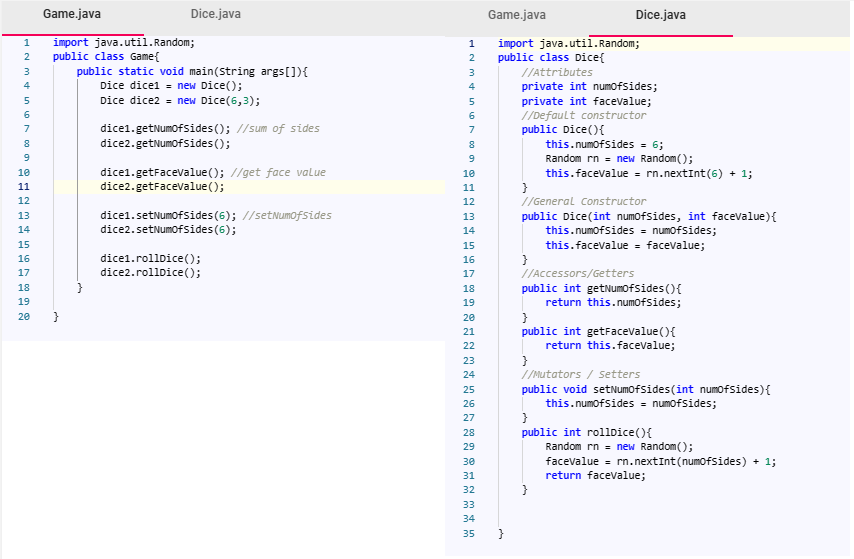 Game.java
Dice.java
1 import java.util.Random;
2 public class Game{
3 public static void main(String args[]){
4 Dice dice1 = new Dice();
5 Dice dice2 = new Dice(6,3);
6
7 dice1.getNumOfSides(); //sum of sides
8 dice2.getNumOfSides();
9
10 dice1.getFaceValue(); //get face value
11 dice2.getFaceValue();
12
13 dice1.setNumOfSides(6); //setNumOfSides
14 dice2.setNumOfSides(6);
15
16 dice1.rollDice();
17 dice2.rollDice();
18 }
19
20 }
Game.java
Dice.java
1 import java.util.Random;
2 public class Dice{
3 //Attributes
4 private int numOfSides;
5 private int faceValue;
6 //Default constructor
7 public Dice(){
8 this.numOfSides = 6;
9 Random rn = new Random();
10 this.faceValue = rn.nextInt(6) + 1;
11 }
12 //General Constructor
13 public Dice(int numOfSides, int faceValue){
14 this.numOfSides = numOfSides;
15 this.faceValue = faceValue;
16 }
17 //Accessors/Getters
18 public int getNumOfSides(){
19 return this.numOfSides;
20 }
21 public int getFaceValue(){
22 return this.faceValue;
23 }
24 //Mutators / Setters
25 public void setNumOfSides(int numOfSides){
26 this.numOfSides = numOfSides;
27 }
28 public int rollDice(){
29 Random rn = new Random();
30 faceValue = rn.nextInt(numOfSides) + 1;
31 return faceValue;
32 }
33
34
35 }